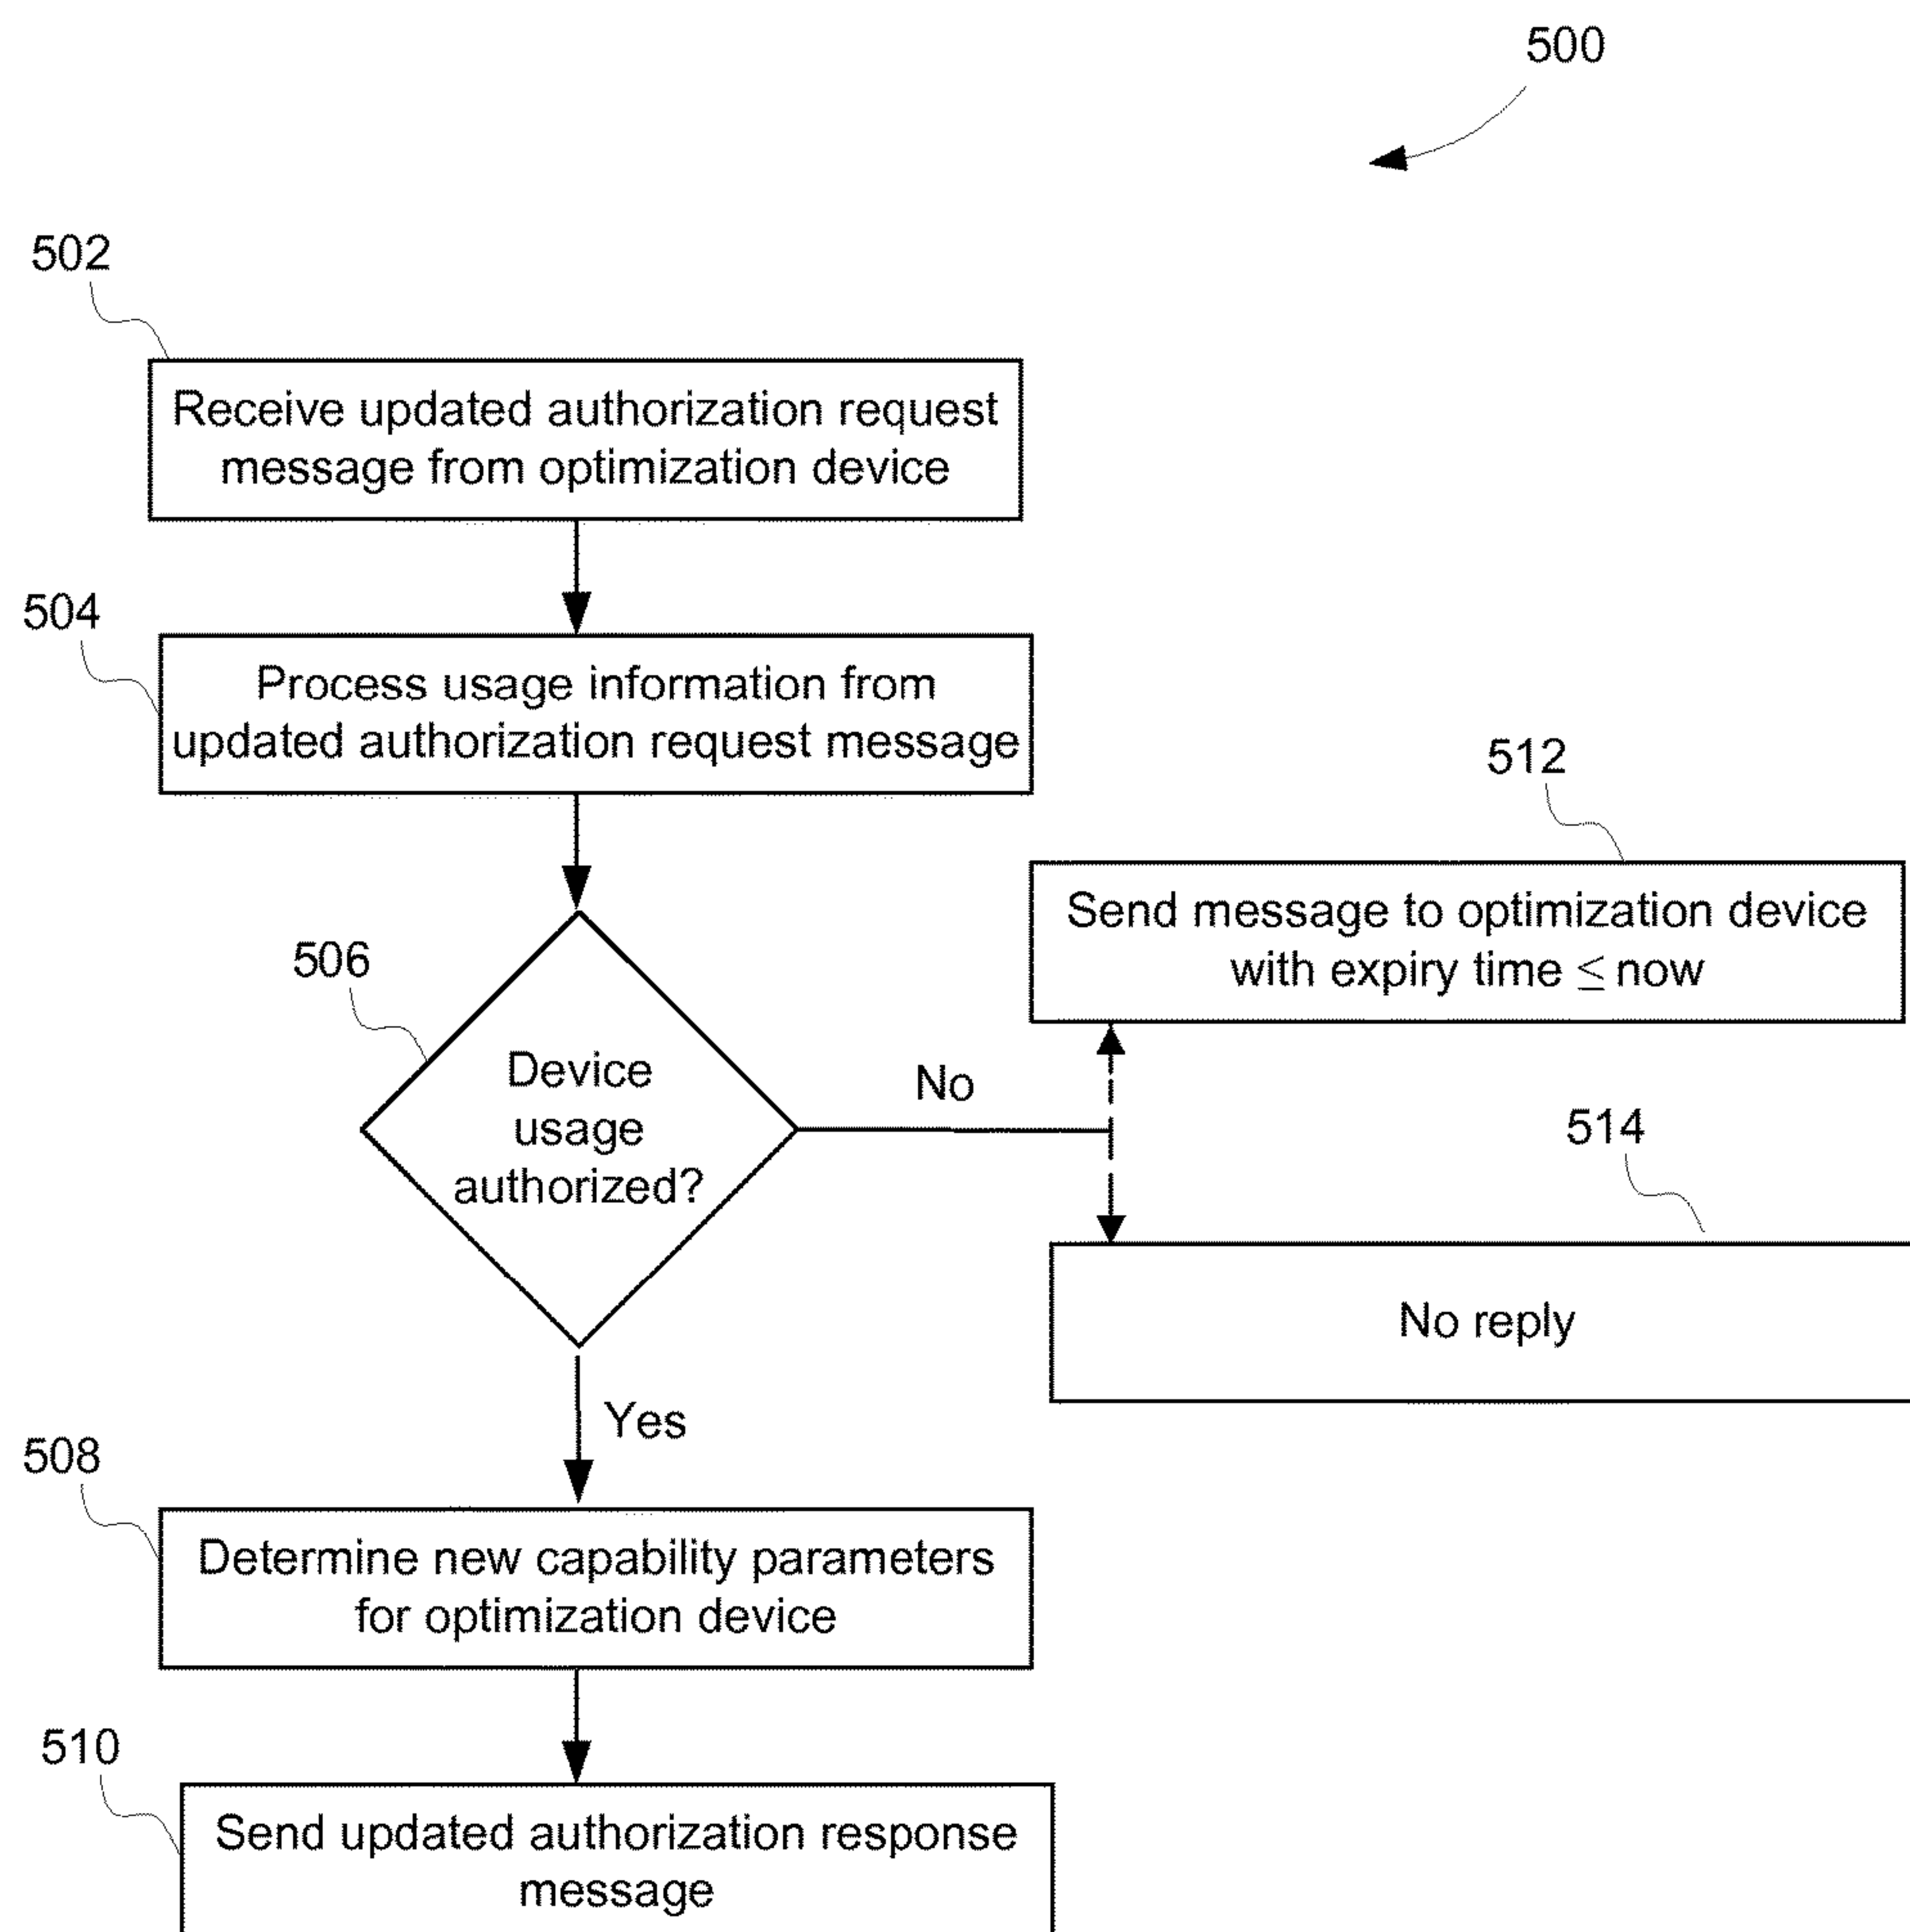 500
502
Receive updated authorization request
message from optimization device
504
Process usage information from
updated authorization request message
512
Send message to optimization device
with expiry time ≤ now
506
Device
usage
authorized?
No
514
No reply
Yes
508
Determine new capability parameters
for optimization device
510
Send updated authorization response
message